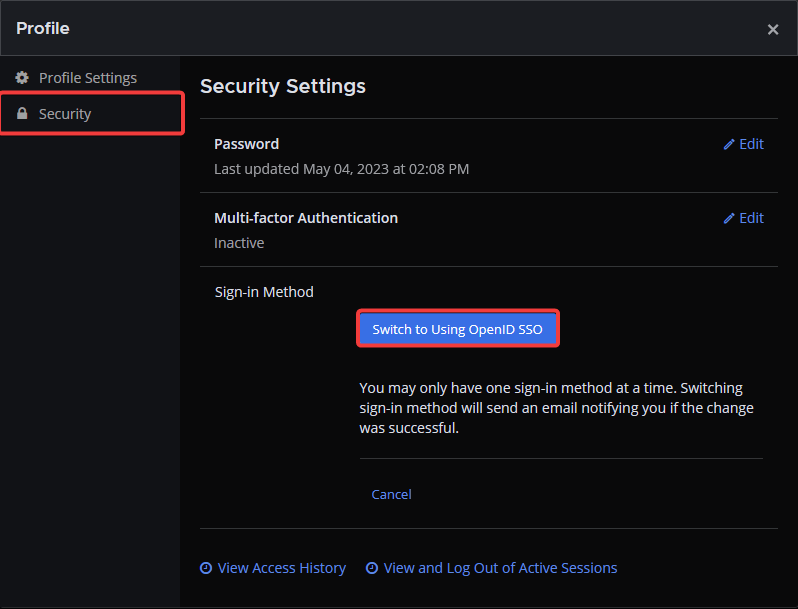 Profile
Profile Settings
Security
Security Settings
Password
Edit
Last updated May 04, 2023 at 02:08 PM
Multi-factor Authentication
Edit
Inactive
Sign-in Method
Switch to Using OpenID SSO
You may only have one sign-in method at a time. Switching
sign-in method will send an email notifying you if the change
was successful.
Cancel
View Access History
View and Log Out of Active Sessions